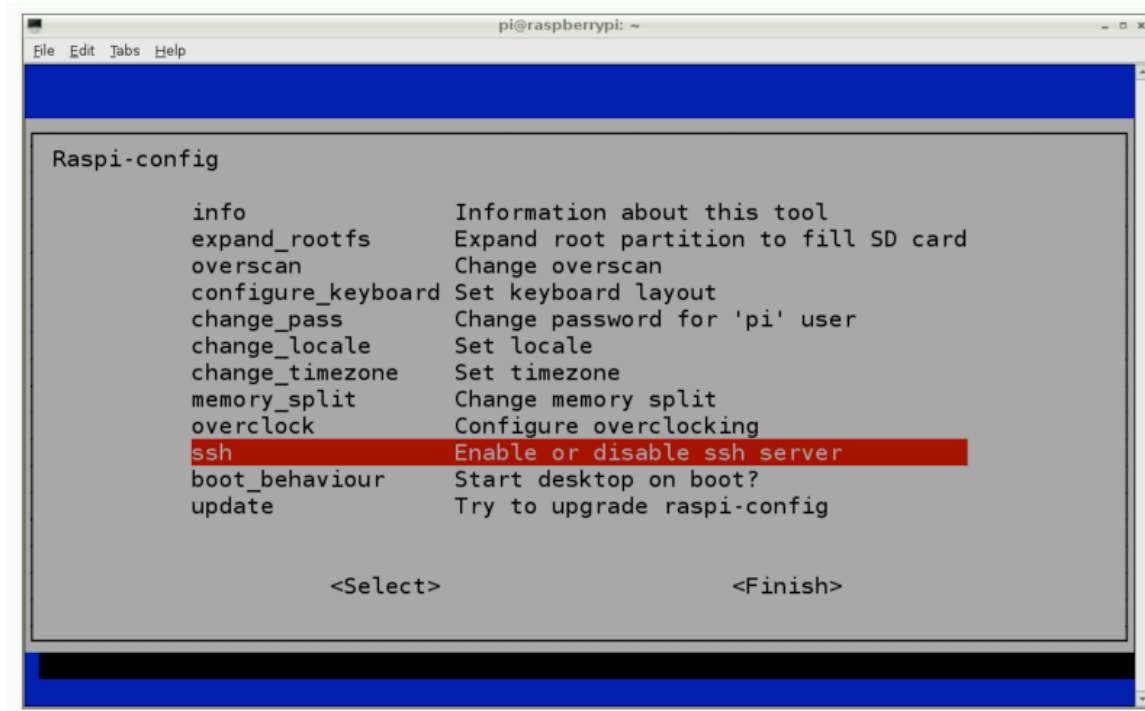 pi@raspberrypi: ~
File Edit Tabs Help
Raspi-config
info Information about this tool
expand_rootfs Expand root partition to fill SD card
overscan Change overscan
configure_keyboard Set keyboard layout
change_pass Change password for 'pi' user
change_locale Set locale
change_timezone Set timezone
memory_split Change memory split
overclock Configure overclocking
ssh Enable or disable ssh server
boot_behaviour Start desktop on boot?
update Try to upgrade raspi-config
<Select> <Finish>